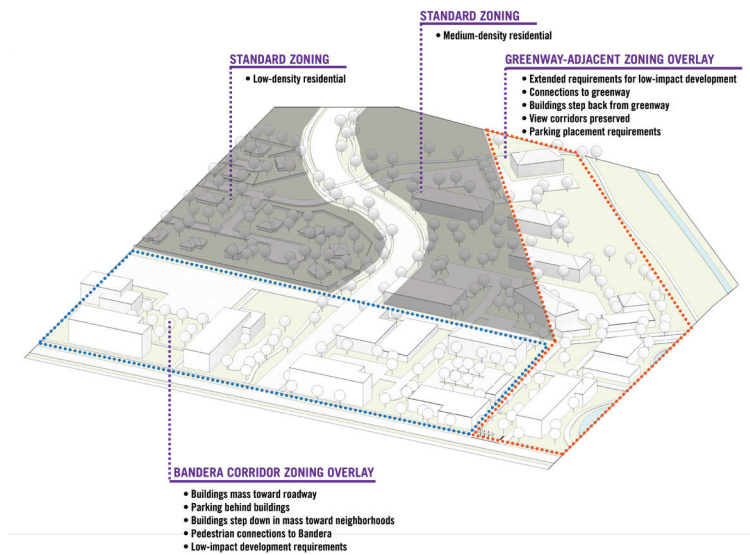 STANDARD ZONING
• Medium-density residential
STANDARD ZONING
• Low-density residential
GREENWAY-ADJACENT ZONING OVERLAY
• Extended requirements for low-impact development
• Connections to greenway
• Buildings step back from greenway
• View corridors preserved
• Parking placement requirements
BANDERA CORRIDOR ZONING OVERLAY
• Buildings mass toward roadway
• Parking behind buildings
• Buildings step down in mass toward neighborhoods
• Pedestrian connections to Bandera
• Low-impact development requirements